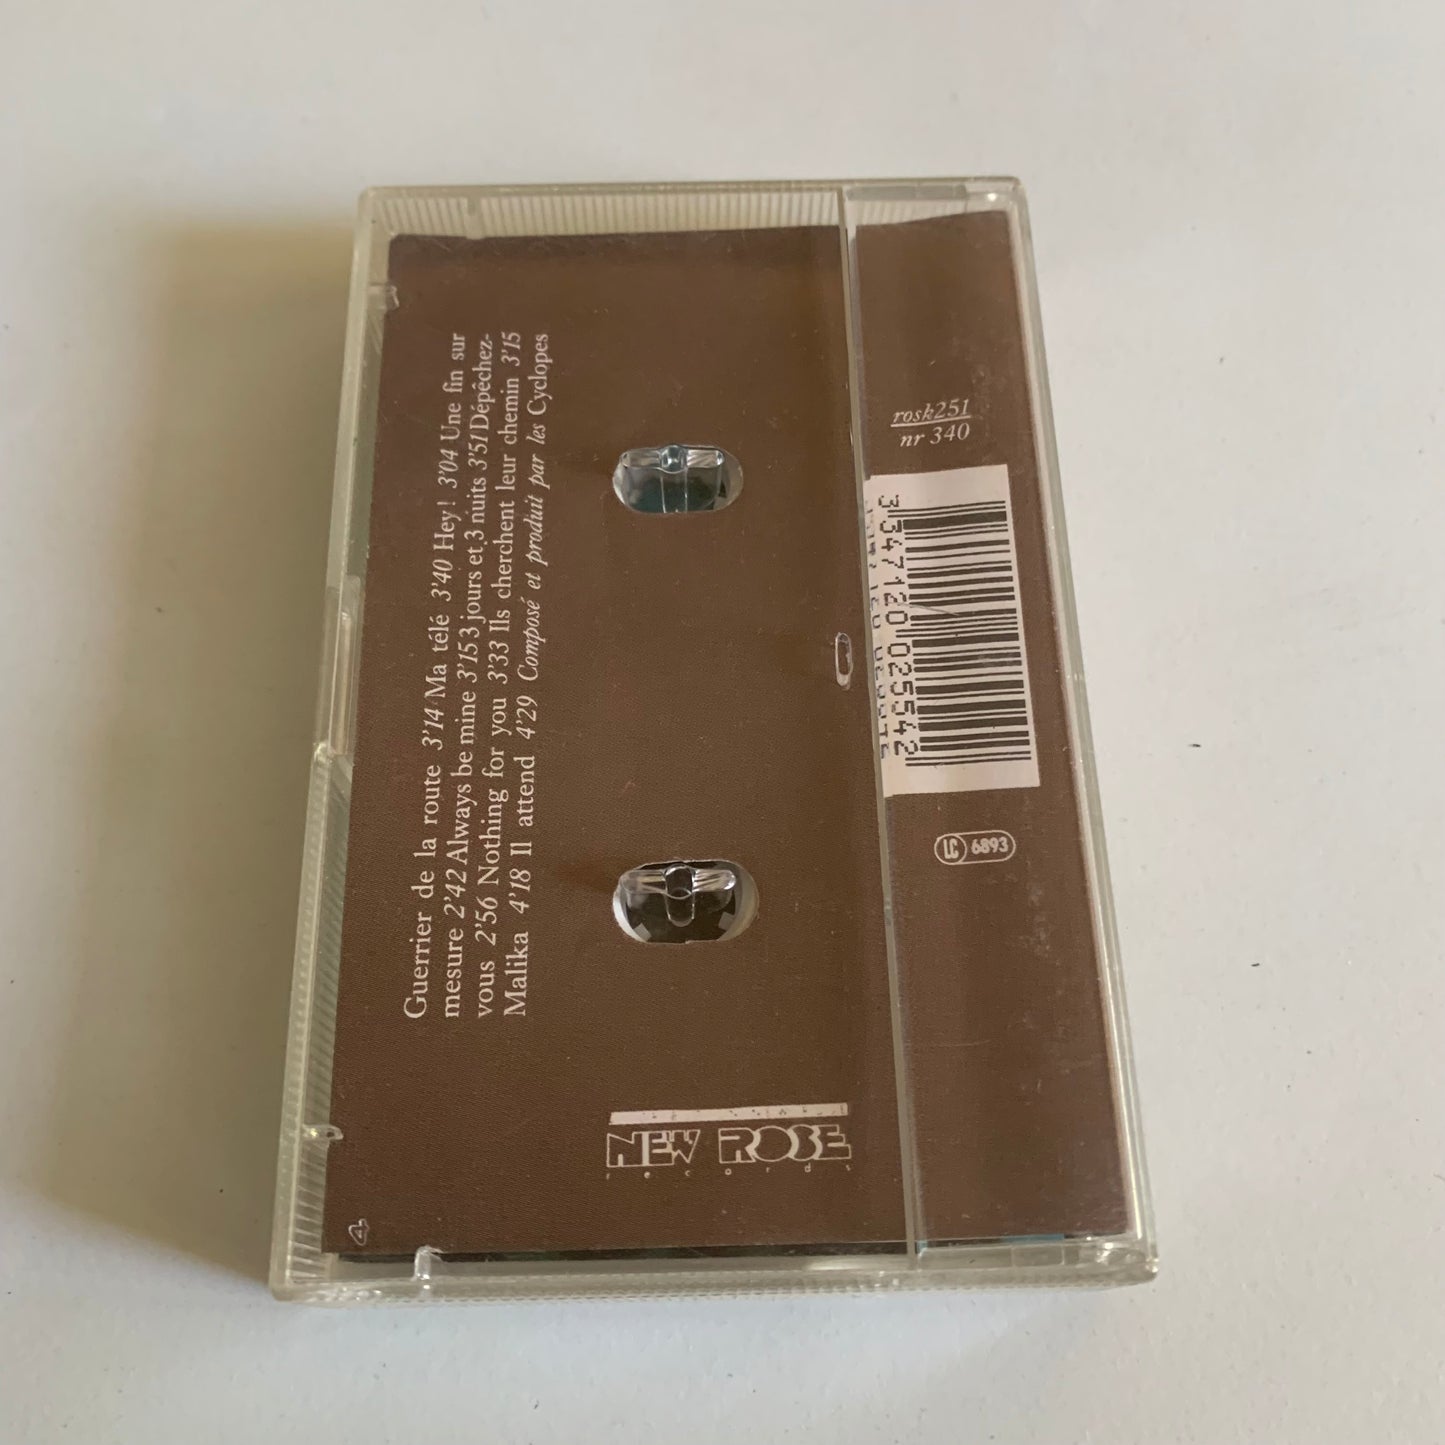 Guerrier de la route 3'14 Ma télé 3'40 Hey! 3'04 Une fin sur
mesure 2'42 Always be mine 3'15 3 jours et 3 nuits 3'51 Dépêchez-
vous 2'56 Nothing for you 3'33 Ils cherchent leur chemin 3'15
Malika 4'18 Il attend 4'29 Composé et produit par les Cyclopes
NEW ROSE
records
4
rosk251
nr 340
3 347120 025542
6893